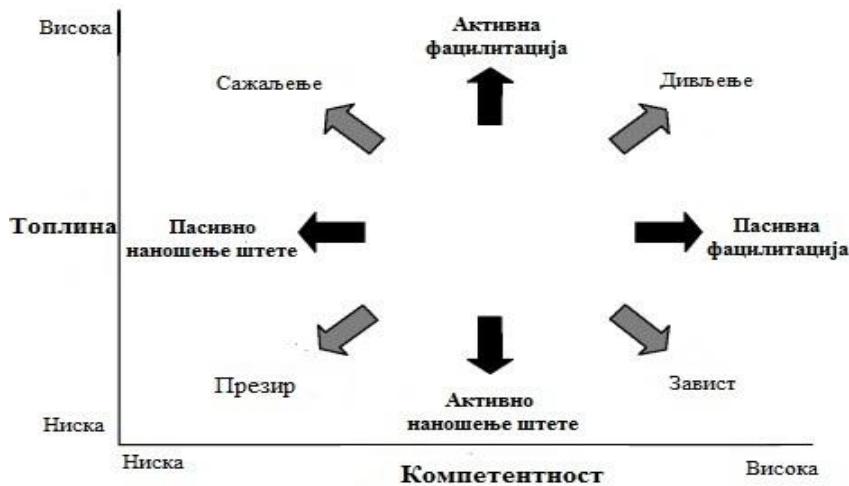 Висока
Активна
фацилитација
Сажаљење
Дивљење
Топлина
Пасивно
наношење штете
Пасивна
фацилитација
Презир
Завист
Активно
наношење штете
Ниска
Ниска
Компетентност
Висока